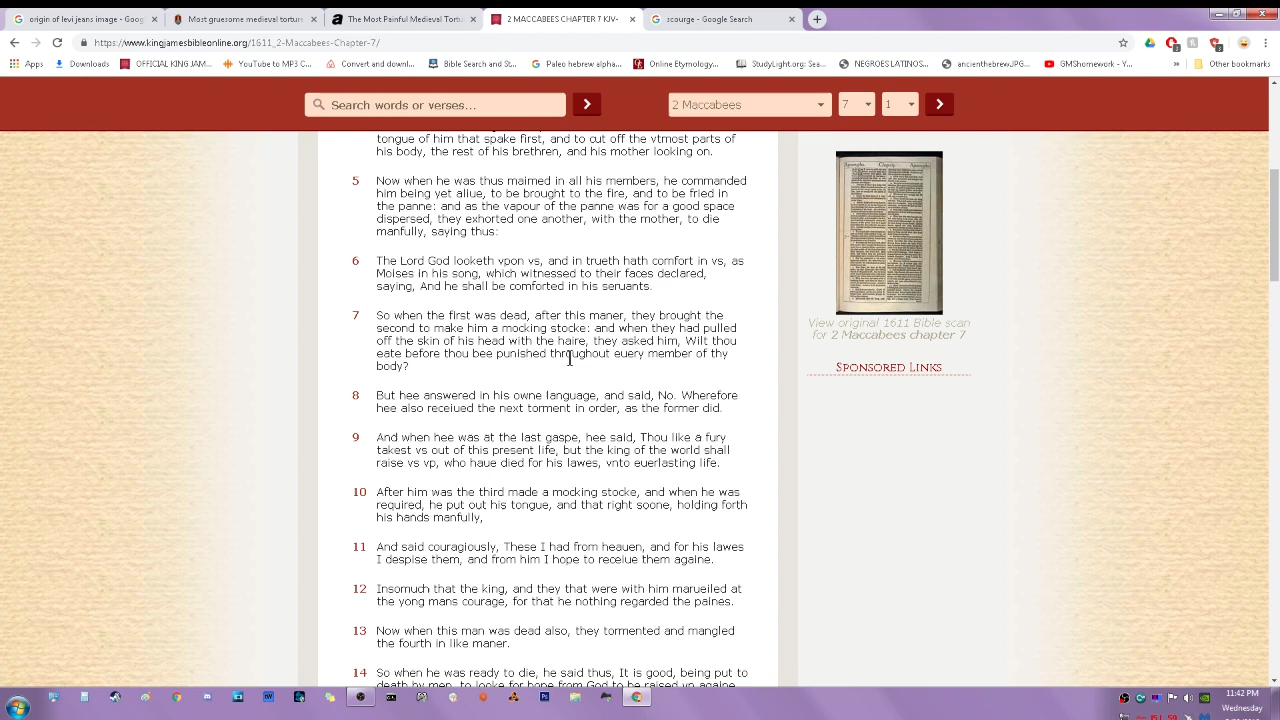 origin of levi jeans image - Goog
Most gruesome medieval torture
The Most Painful Medieval Tortu
2 M
CHAPTER 7 KJV-
scourge - Google Search
https://www.kingjamesbibleonline.org/1611_2-Maccabees-Chapter-7/
Apps
Downloads
OFFICIAL KING JAM...
YouTube to MP3 C...
Convert and downl...
Bible Search and S...
Paleo hebrew alpha...
Online Etymology...
StudyLight.org: Sea...
NEGROES LATINOS...
ancienthebrewJPG...
GMShomework - Y...
»
Other bookmarks
Search words or verses...
2 Maccabees
7
1
tongue of him that spake first, and to cut off the vtmost parts of
his body, the rest of his brethren, and his mother looking on.
5 Now when he was thus maimed in all his members, he commanded
him being yet aliue, to be brought to the fire, and to be fried in
the panne: and as the vapour of the panne was for a good space
dispersed, they exhorted one another, with the mother, to die
manfully, saying thus:
6 The Lord God looketh vpon vs, and in trueth hath comfort in vs, as
Moises in his song, which witnessed to their faces declared,
saying, And he shall be comforted in his seruants.
7 So when the first was dead, after this maner, they brought the
second to make him a mocking stocke: and when they had pulled
off the skin of his head with the haire, they asked him, Wilt thou
eate before thou bee punished throughout euery member of thy
body?
8 But hee answered in his owne language, and said, No. Wherefore
hee also receiued the next torment in order, as the former did.
9 And when hee was at the last gaspe, hee said, Thou like a fury
takest vs out of this present life, but the king of the world shall
raise vs vp, who haue died for his lawes, vnto euerlasting life.
10 After him was the third made a mocking stocke, and when he was
required, he put out his tongue, and that right soone, holding forth
his hands manfully,
11 And said couragiously, These I had from heauen, and for his lawes
I despise them, and from him I hope to receiue them againe.
12 Insomuch that the king, and they that were with him marueiled at
the yong mans courage, for that he nothing regarded the paines.
13 Now when this man was dead also, they tormented and mangled
the fourth in like maner.
14 So when he was ready to die, he said thus, It is good, being put to
View original 1611 Bible scan
for 2 Maccabees chapter 7
SPONSORED LINKS
11:42 PM
Wednesday